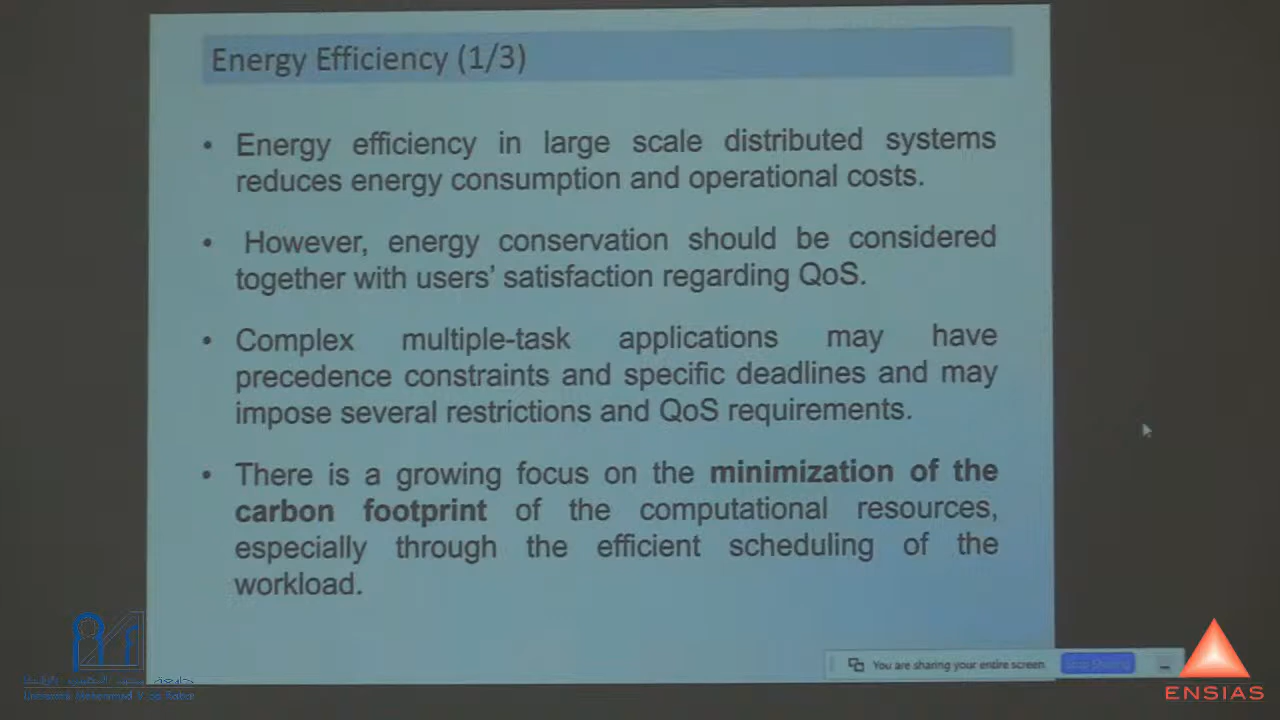 Energy Efficiency (1/3)
• Energy efficiency in large scale distributed systems
reduces energy consumption and operational costs.
• However, energy conservation should be considered
together with users' satisfaction regarding QoS.
• Complex multiple-task applications may have
precedence constraints and specific deadlines and may
impose several restrictions and QoS requirements.
• There is a growing focus on the minimization of the
carbon footprint of the computational resources,
especially through the efficient scheduling of the
workload.
You are sharing your entire screen.
Stop Sharing
ENSIAS